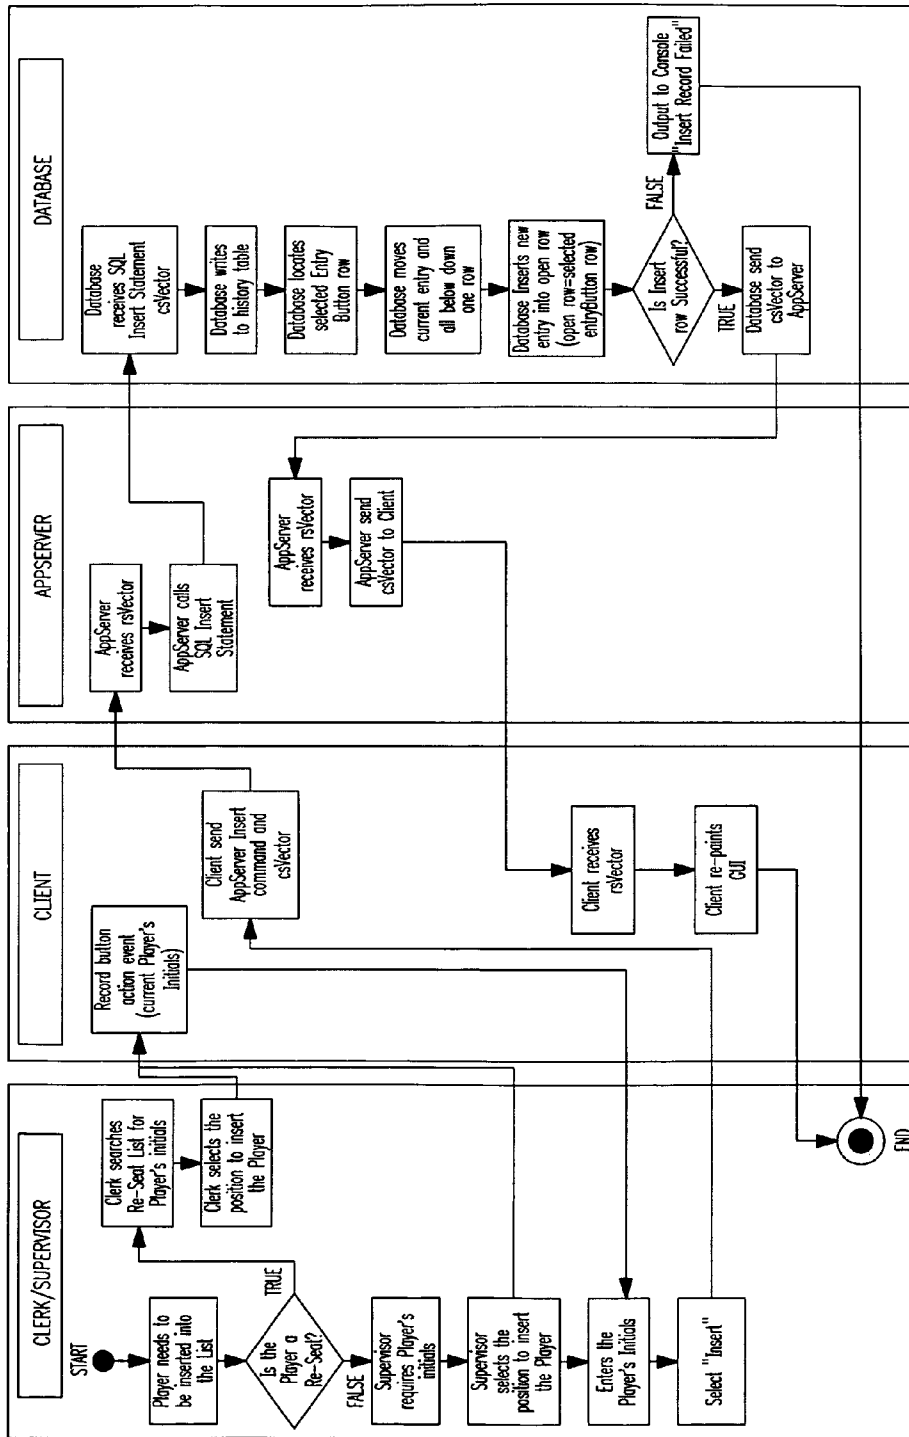 CLERK/SUPERVISOR
START
Player needs to
be inserted into
the List
Is the
Player a
Re-Seat?
TRUE
FALSE
Clerk searches
Re-Seat List for
Player's initials
Clerk selects the
position to insert
the Player
Supervisor
requires Player's
initials
Supervisor
selects the
position to insert
the Player
Enters the
Player's Initials
Select "Insert"
END
CLIENT
Record button
action event
(current Player's
Initials)
Client send
AppServer Insert
command and
csVector
Client receives
rsVector
Client re-paints
GUI
APPSERVER
AppServer
receives rsVector
AppServer calls
SQL Insert
Statement
AppServer
receives rsVector
AppServer send
csVector to Client
DATABASE
Database
receives SQL
Insert Statement
csVector
Database writes
to history table
Database locates
selected Entry
Button row
Database moves
current entry and
all below down
one row
Database Inserts new
entry into open row
(open row=selected
entryButton row)
Is Insert
row
Successful?
FALSE
TRUE
Output to Console
"Insert Record Failed"
Database send
csVector to
AppServer